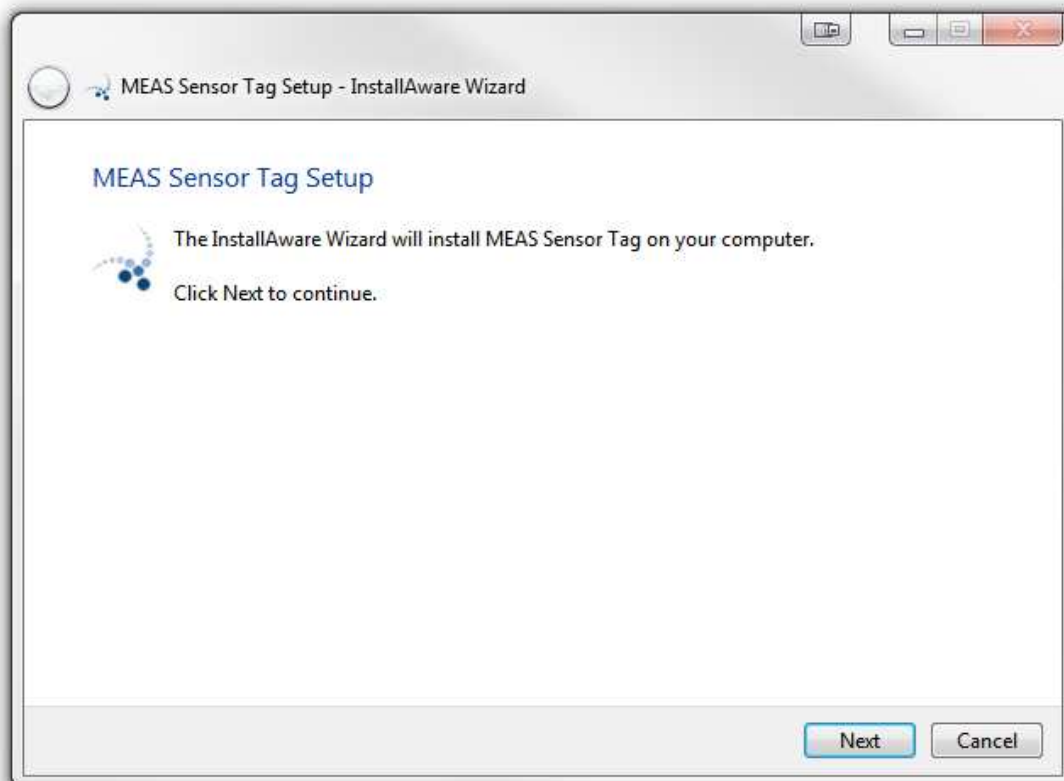 MEAS Sensor Tag Setup - InstallAware Wizard
MEAS Sensor Tag Setup
The InstallAware Wizard will install MEAS Sensor Tag on your computer.
Click Next to continue.
Next
Cancel